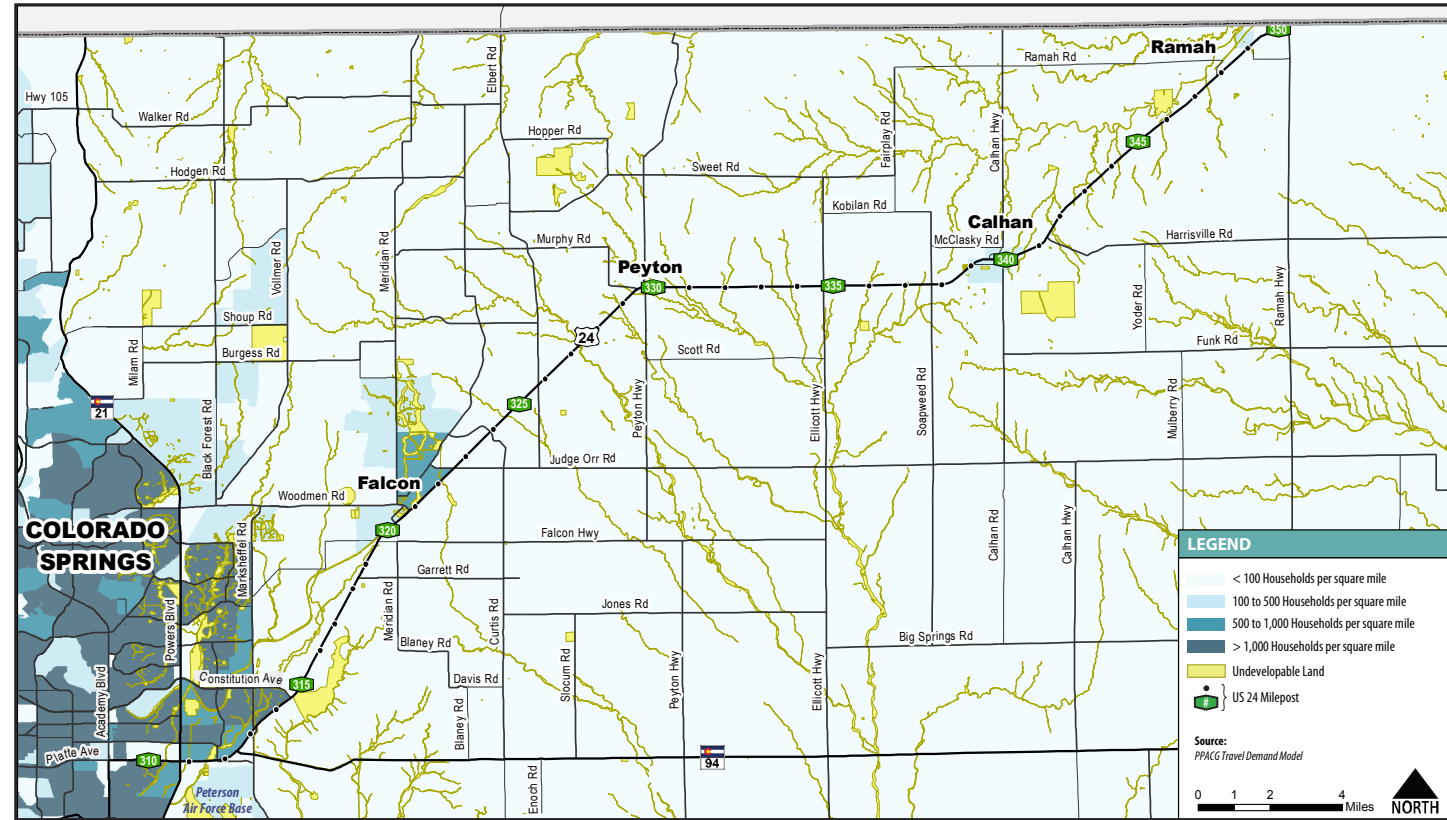 Ramah
350
Ramah Rd
Elbert Rd
Hwy 105
Walker Rd
Hopper Rd
Fairplay Rd
Calhan Hwy
345
Hodgen Rd
Sweet Rd
Kobilan Rd
Calhan
McClasky Rd
Harrisville Rd
340
Murphy Rd
Peyton
330
335
Vollmer Rd
Meridian Rd
Ramah Hwy
Yoder Rd
Shoup Rd
24
Burgess Rd
Scott Rd
Funk Rd
Milam Rd
21
325
Peyton Hwy
Ellicott Hwy
Soapweed Rd
Mulberry Rd
Black Forest Rd
Judge Orr Rd
Falcon
Woodmen Rd
320
Falcon Hwy
COLORADO
SPRINGS
Marksheffel Rd
Calhan Rd
Calhan Hwy
Garrett Rd
Jones Rd
Powers Blvd
Meridian Rd
Curtis Rd
Blaney Rd
Big Springs Rd
Constitution Ave
315
Davis Rd
Slocum Rd
Peyton Hwy
Ellicott Hwy
Academy Blvd
Blaney Rd
Platte Ave
310
94
Peterson
Air Force Base
Enoch Rd
LEGEND
< 100 Households per square mile
100 to 500 Households per square mile
500 to 1,000 Households per square mile
> 1,000 Households per square mile
Undevelopable Land
# } US 24 Milepost
Source:
PPACG Travel Demand Model
0 1 2 4
Miles
NORTH